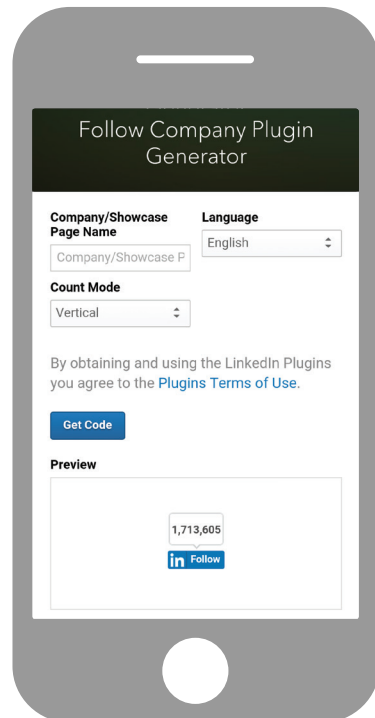 Follow Company Plugin
Generator
Company/Showcase
Page Name
Language
Company/Showcase P
English
Count Mode
Vertical
By obtaining and using the LinkedIn Plugins
you agree to the Plugins Terms of Use.
Get Code
Preview
1,713,605
in Follow